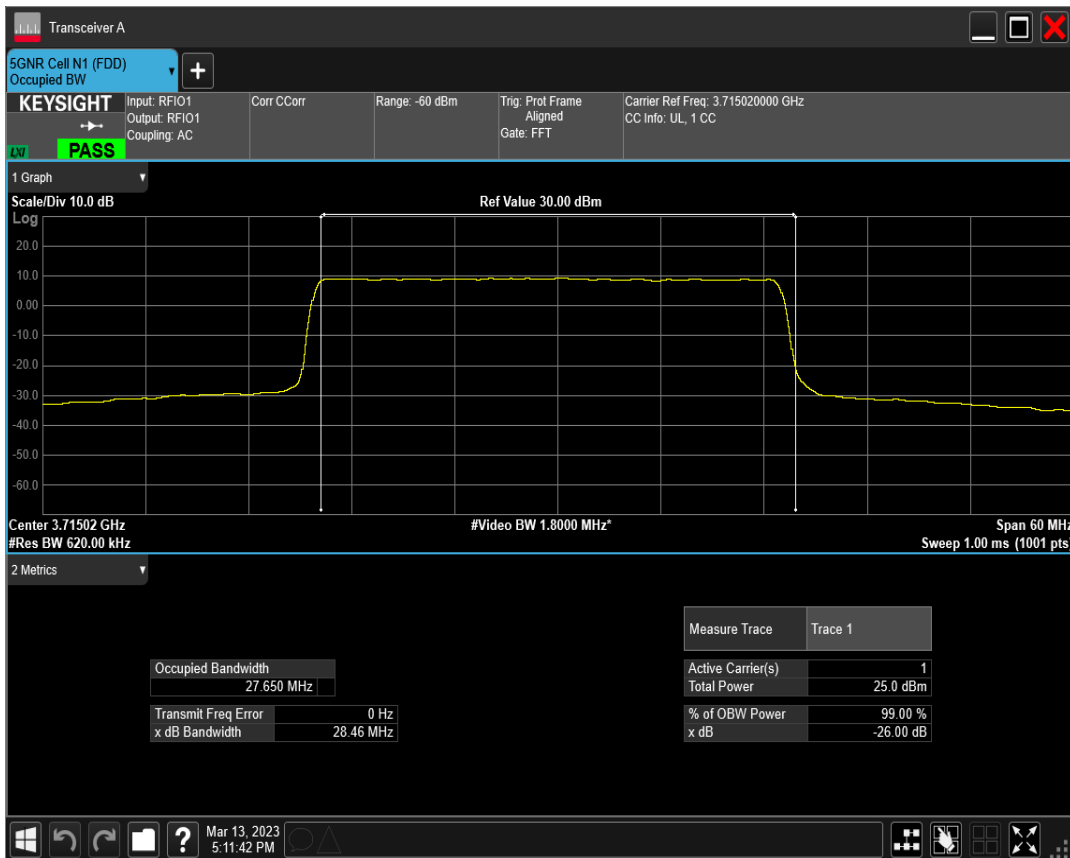 Transceiver A
5GNR Cell N1 (FDD)
Occupied BW
+
KEYSIGHT
LXI
PASS
Input: RFIO1
Output: RFIO1
Coupling: AC
Corr CCorr
Range: -60 dBm
Trig: Prot Frame
Aligned
Gate: FFT
Carrier Ref Freq: 3.715020000 GHz
CC Info: UL, 1 CC
1 Graph
Scale/Div 10.0 dB
Ref Value 30.00 dBm
Log
20.0
10.0
0.00
-10.0
-20.0
-30.0
-40.0
-50.0
-60.0
Center 3.71502 GHz
#Video BW 1.8000 MHz*
Span 60 MHz
#Res BW 620.00 kHz
Sweep 1.00 ms (1001 pts)
2 Metrics
Measure Trace Trace 1
Occupied Bandwidth
27.650 MHz
Active Carrier(s) 1
Total Power 25.0 dBm
Transmit Freq Error 0 Hz
x dB Bandwidth 28.46 MHz
% of OBW Power 99.00 %
x dB -26.00 dB
?
Mar 13, 2023
5:11:42 PM